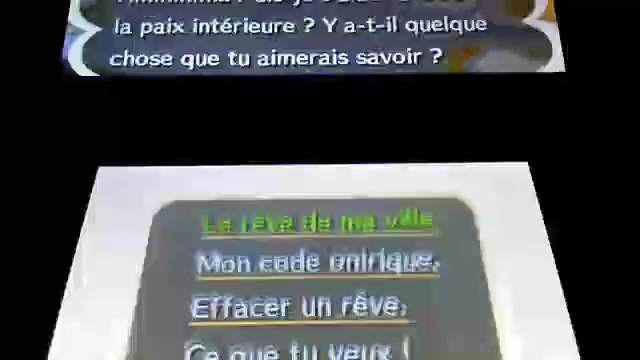 la paix intérieure ? Y a-t-il quelque
chose que tu aimerais savoir ?
Le rêve de ma ville.
Mon code onirique.
Effacer un rêve.
Ce que tu veux !